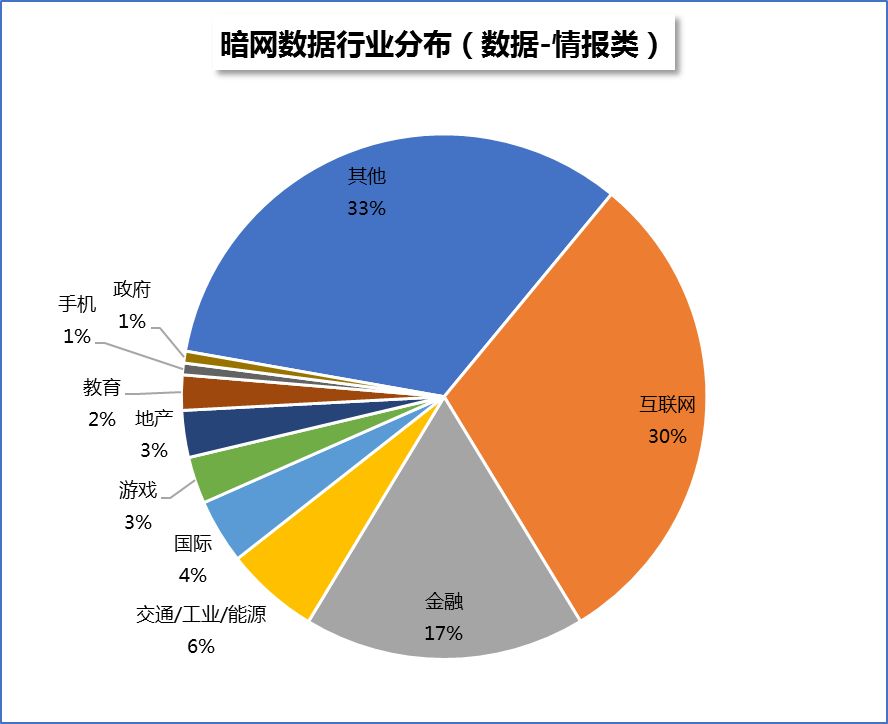 暗网数据行业分布（数据-情报类）
其他
33%
政府
1%
手机
1%
教育
2%
地产
3%
游戏
3%
国际
4%
交通/工业/能源
6%
金融
17%
互联网
30%